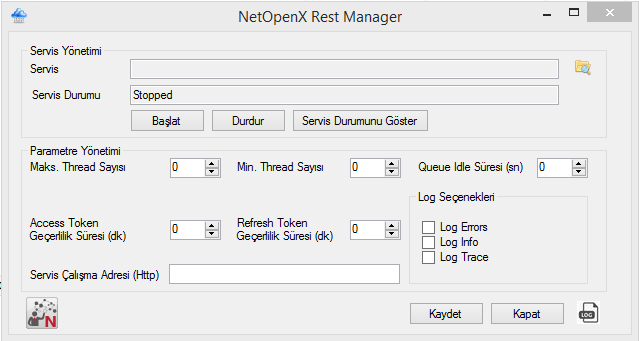 NetOpenX Rest Manager
Servis Yönetimi
Servis
Servis Durumu Stopped
Başlat Durdur Servis Durumunu Göster
Parametre Yönetimi
Maks. Thread Sayısı 0 Min. Thread Sayısı 0 Queue Idle Süresi (sn) 0
Log Seçenekleri
Access Token
Geçerlilik Süresi (dk) 0
Refresh Token
Geçerlilik Süresi (dk) 0
Log Errors
Log Info
Log Trace
Servis Çalışma Adresi (Http)
N
Kaydet Kapat LOG